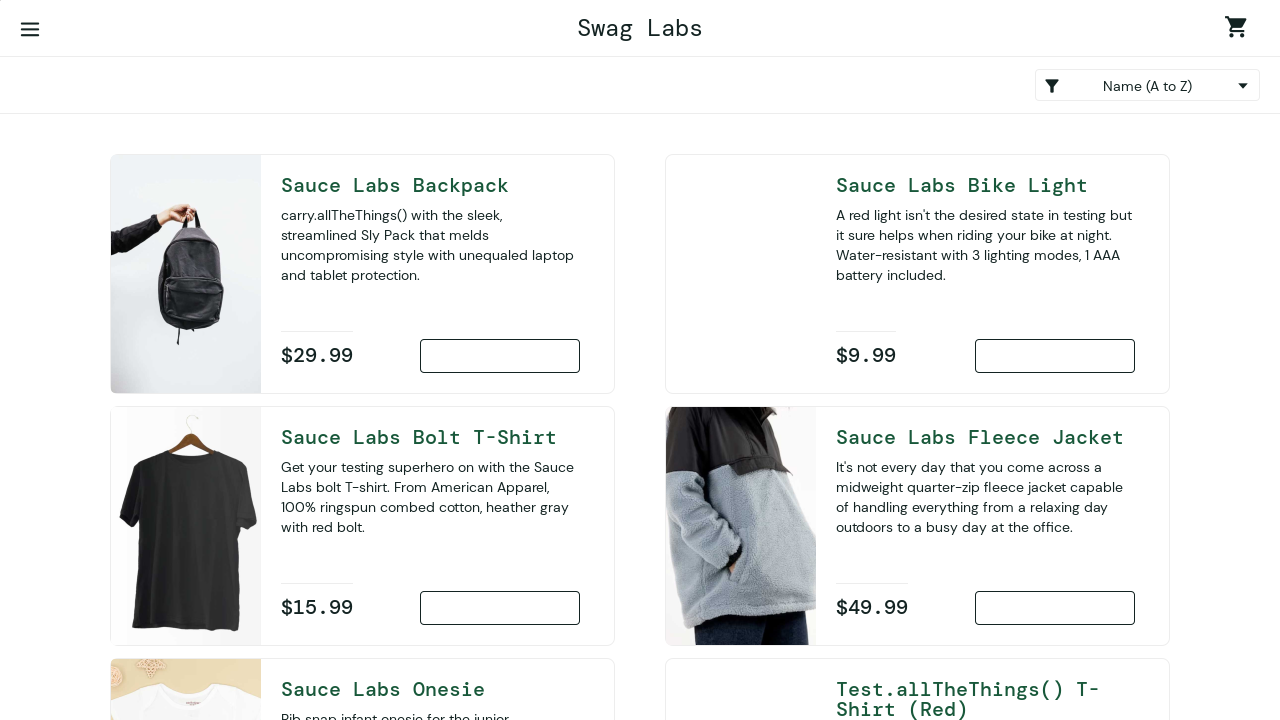 Swag Labs
Name (A to Z)
Sauce Labs Backpack
carry.allTheThings() with the sleek,
streamlined Sly Pack that melds
uncompromising style with unequaled laptop
and tablet protection.
$29.99
Sauce Labs Bike Light
A red light isn't the desired state in testing but
it sure helps when riding your bike at night.
Water-resistant with 3 lighting modes, 1 AAA
battery included.
$9.99
Sauce Labs Bolt T-Shirt
Get your testing superhero on with the Sauce
Labs bolt T-shirt. From American Apparel,
100% ringspun combed cotton, heather gray
with red bolt.
$15.99
Sauce Labs Fleece Jacket
It's not every day that you come across a
midweight quarter-zip fleece jacket capable
of handling everything from a relaxing day
outdoors to a busy day at the office.
$49.99
Sauce Labs Onesie
Rib snap infant onesie for the junior
Test.allTheThings() T-
Shirt (Red)